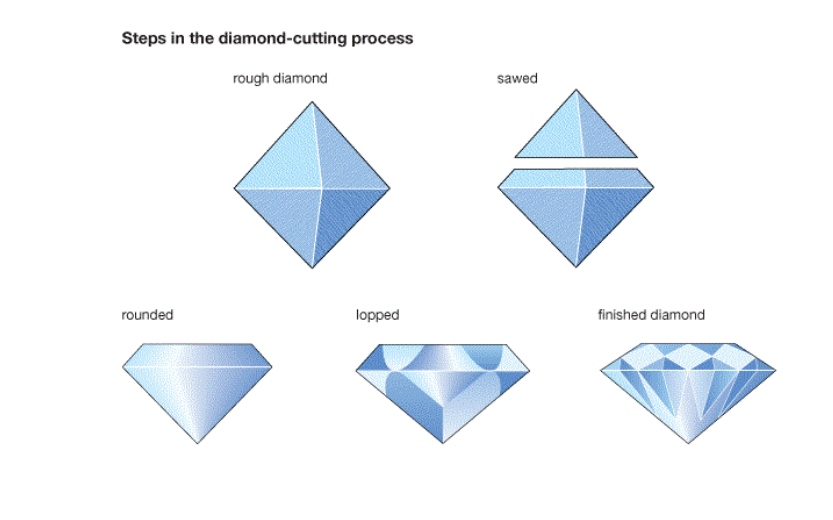 Steps in the diamond-cutting process
rough diamond
sawed
rounded
lopped
finished diamond